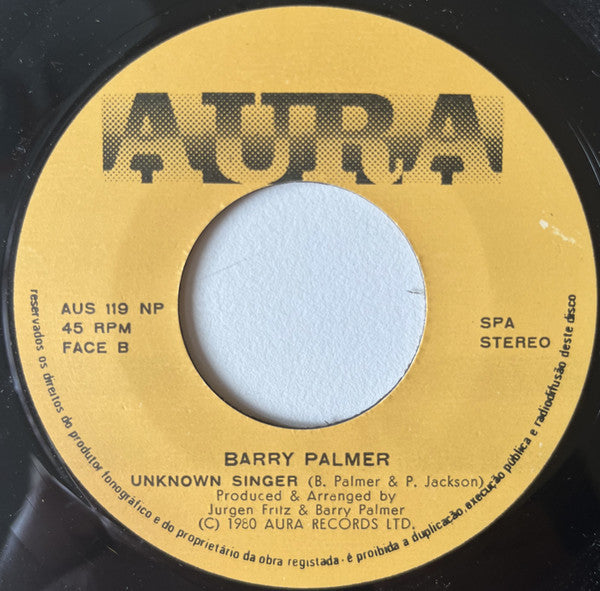 AURA
AUS 119 NP
45 RPM
FACE B
SPA
STEREO
BARRY PALMER
UNKNOWN SINGER (B. Palmer & P. Jackson)
Produced & Arranged by
Jurgen Fritz & Barry Palmer
(C) 1980 AURA RECORDS LTD.
reservados os direitos do produtor fonográfico e do proprietário da obra registada - é proibida a duplicação, execução pública e radiodifusão deste disco